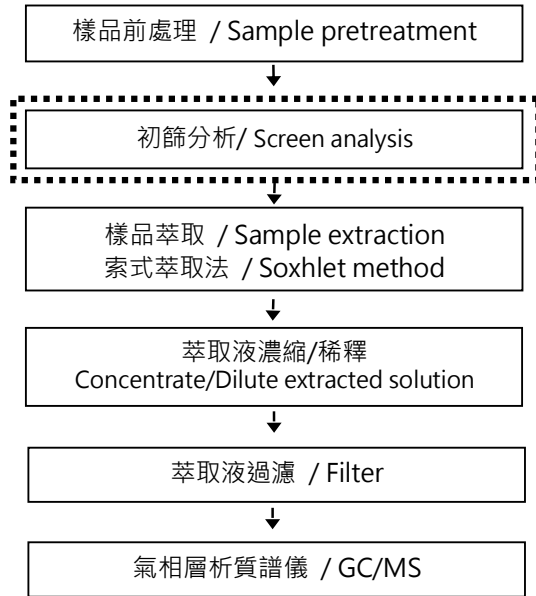 樣品前處理 / Sample pretreatment
初篩分析/ Screen analysis
樣品萃取 / Sample extraction
索式萃取法 / Soxhlet method
萃取液濃縮/稀釋
Concentrate/Dilute extracted solution
萃取液過濾 / Filter
氣相層析質譜儀 / GC/MS